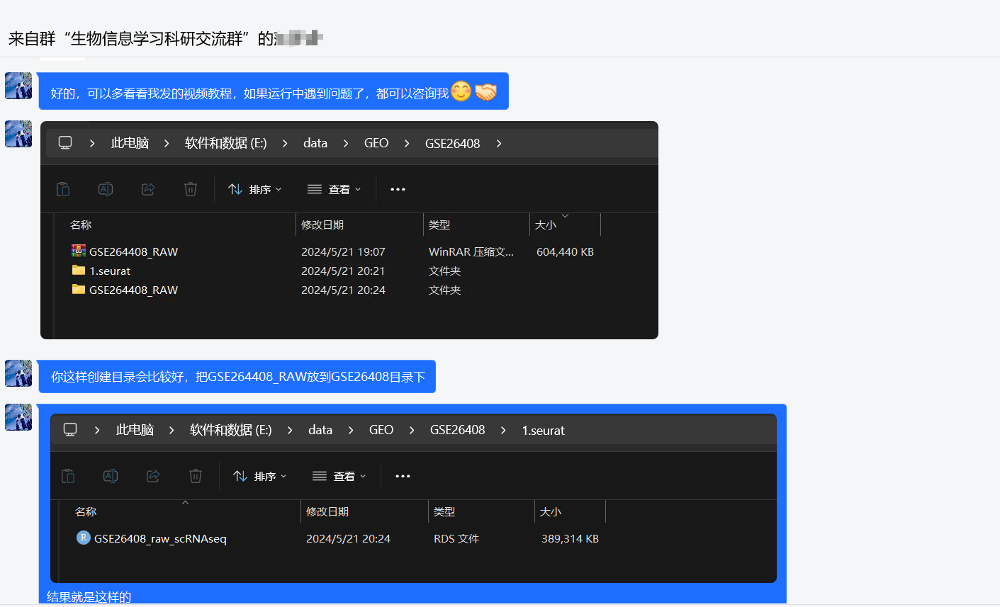 来自群“生物信息学习科研交流群”的
好的，可以多看看我发的视频教程，如果运行中遇到问题了，都可以咨询我
此电脑 软件和数据 (E:) data GEO GSE26408
排序 查看
名称 修改日期 类型 大小
GSE264408_RAW 2024/5/21 19:07 WinRAR 压缩文... 604,440 KB
1.seurat 2024/5/21 20:21 文件夹
GSE264408_RAW 2024/5/21 20:24 文件夹
你这样创建目录会比较好，把GSE264408_RAW放到GSE26408目录下
此电脑 软件和数据 (E:) data GEO GSE26408 1.seurat
排序 查看
名称 修改日期 类型 大小
R GSE26408_raw_scRNAseq 2024/5/21 20:24 RDS 文件 389,314 KB
结果就是这样的